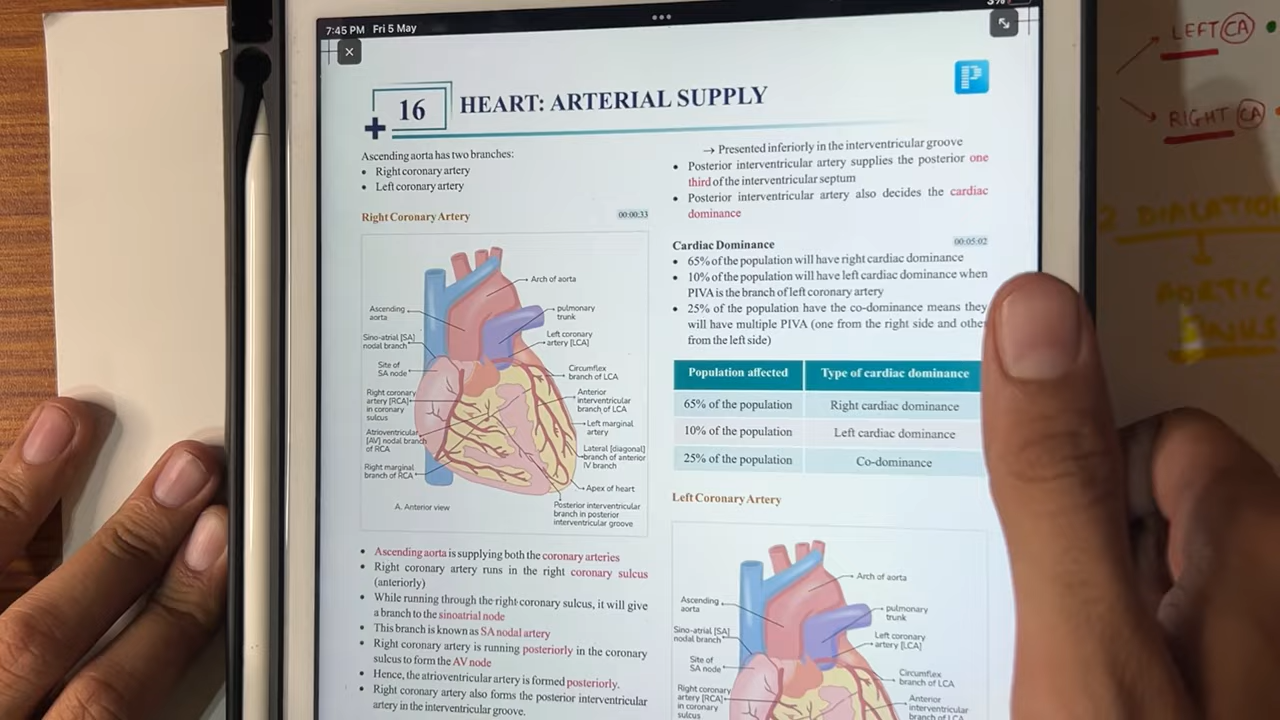 7:45 PM Fri 5 May
3%
LEFT CA
RIGHT CA
16
HEART: ARTERIAL SUPPLY
Ascending aorta has two branches:
• Right coronary artery
• Left coronary artery
Right Coronary Artery
00:00:33
Arch of aorta
Ascending
aorta
pulmonary
trunk
Sino-atrial [SA]
nodal branch
Left coronary
artery [LCA]
Site of
SA node
Circumflex
branch of LCA
Right coronary
artery [RCA]
in coronary
sulcus
Anterior
interventricular
branch of LCA
Left marginal
artery
Atrioventricular
[AV] nodal branch
of RCA
Lateral [diagonal]
branch of anterior
IV branch
Right marginal
branch of RCA
Apex of heart
A. Anterior view
Posterior interventricular
branch in posterior
interventricular groove
• Ascending aorta is supplying both the coronary arteries
• Right coronary artery runs in the right coronary sulcus
(anteriorly)
• While running through the right coronary sulcus, it will give
a branch to the sinoatrial node
• This branch is known as SA nodal artery
• Right coronary artery is running posteriorly in the coronary
sulcus to form the AV node
• Hence, the atrioventricular artery is formed posteriorly.
• Right coronary artery also forms the posterior interventricular
artery in the interventricular groove.
→ Presented inferiorly in the interventricular groove
• Posterior interventricular artery supplies the posterior one
third of the interventricular septum
• Posterior interventricular artery also decides the cardiac
dominance
Cardiac Dominance
00:05:02
• 65% of the population will have right cardiac dominance
• 10% of the population will have left cardiac dominance when
PIVA is the branch of left coronary artery
• 25% of the population have the co-dominance means they
will have multiple PIVA (one from the right side and other
from the left side)
Population affected Type of cardiac dominance
65% of the population Right cardiac dominance
10% of the population Left cardiac dominance
25% of the population Co-dominance
Left Coronary Artery
Arch of aorta
Ascending
aorta
pulmonary
trunk
Sino-atrial [SA]
nodal branch
Left coronary
artery [LCA]
Site of
SA node
Circumflex
branch of LCA
Right coronary
artery [RCA]
in coronary
sulcus
Anterior
interventricular
branch of LCA
AORTIC